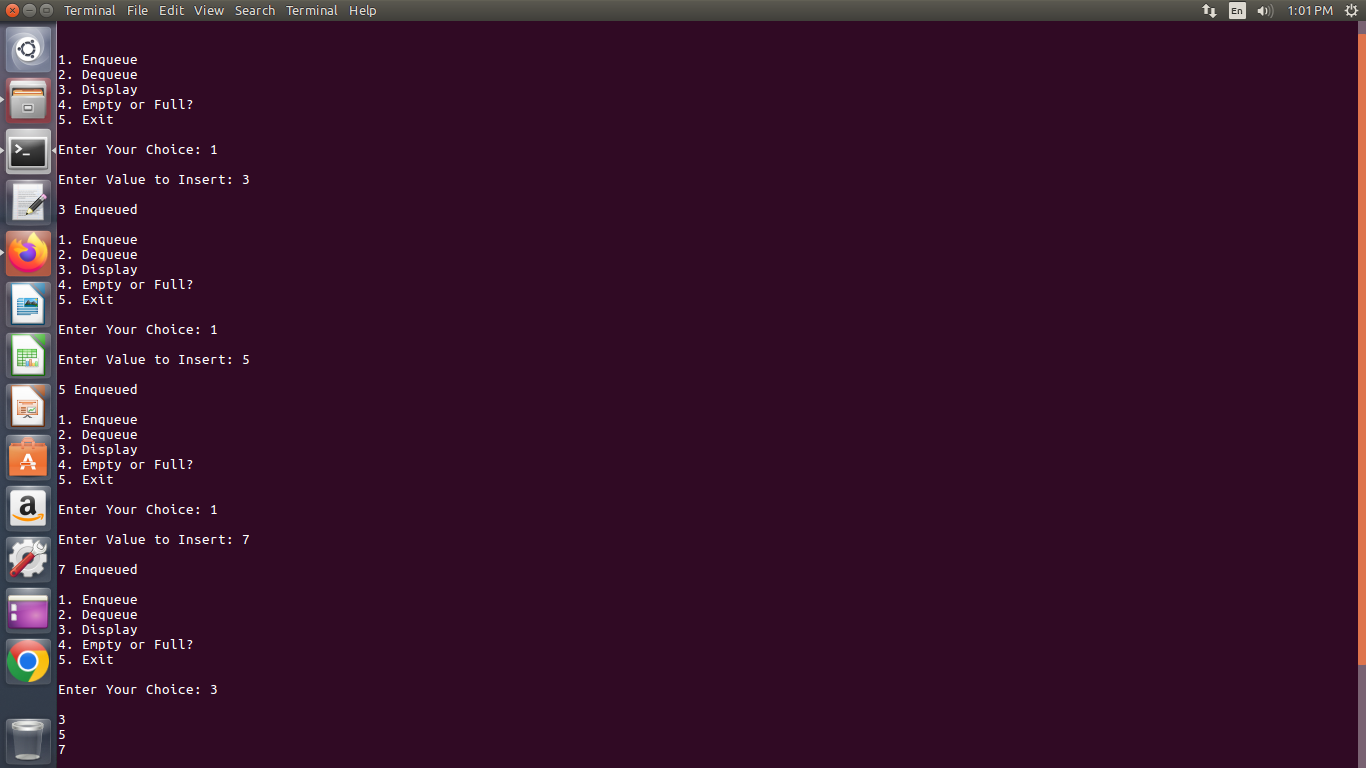 Terminal File Edit View Search Terminal Help En 1:01 PM
1. Enqueue
2. Dequeue
3. Display
4. Empty or Full?
5. Exit
Enter Your Choice: 1
Enter Value to Insert: 3
3 Enqueued
1. Enqueue
2. Dequeue
3. Display
4. Empty or Full?
5. Exit
Enter Your Choice: 1
Enter Value to Insert: 5
5 Enqueued
1. Enqueue
2. Dequeue
3. Display
4. Empty or Full?
5. Exit
Enter Your Choice: 1
Enter Value to Insert: 7
7 Enqueued
1. Enqueue
2. Dequeue
3. Display
4. Empty or Full?
5. Exit
Enter Your Choice: 3
3
5
7